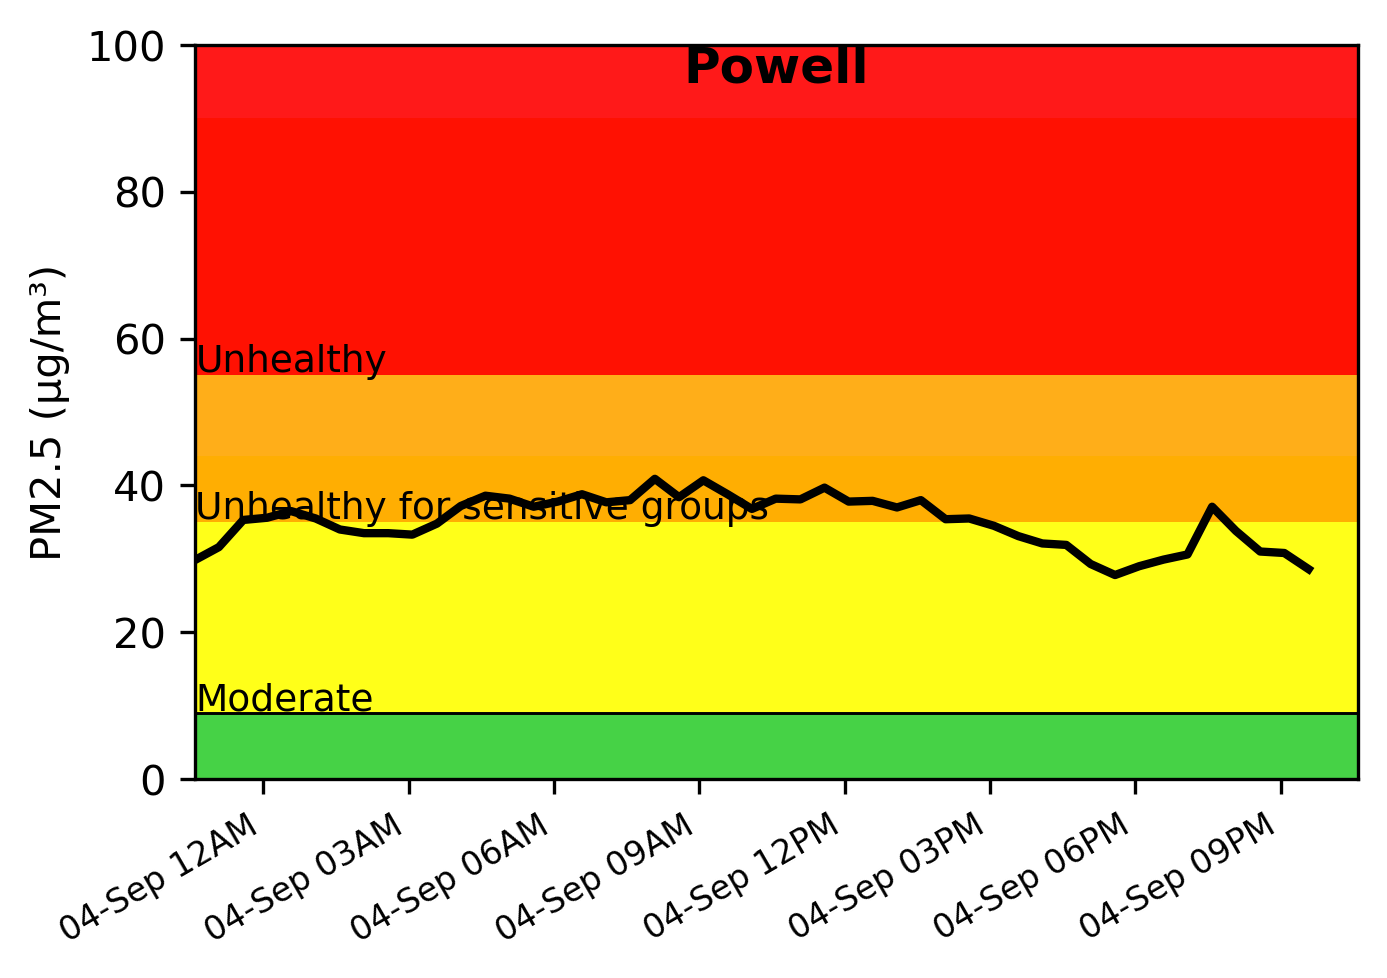 Powell
100
80
60
40
20
0
PM2.5 (µg/m³)
Unhealthy
Unhealthy for sensitive groups
Moderate
04-Sep 12AM
04-Sep 03AM
04-Sep 06AM
04-Sep 09AM
04-Sep 12PM
04-Sep 03PM
04-Sep 06PM
04-Sep 09PM